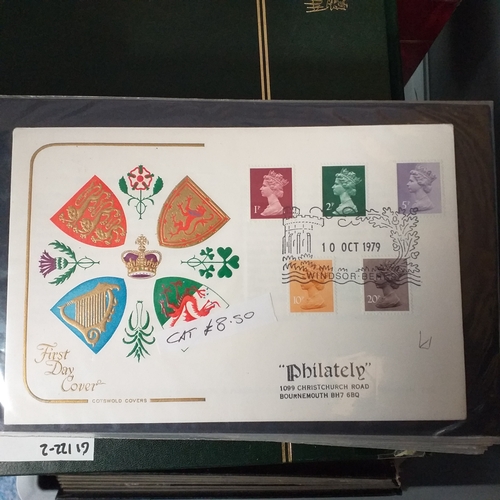 1P
2P
5P
10 OCT 1979
WINDSOR·BERKS
10P
20P
CAT £8.50
First
Day
Cover
COTSWOLD COVERS
"Philately"
1099 CHRISTCHURCH ROAD
BOURNEMOUTH BH7 6BQ